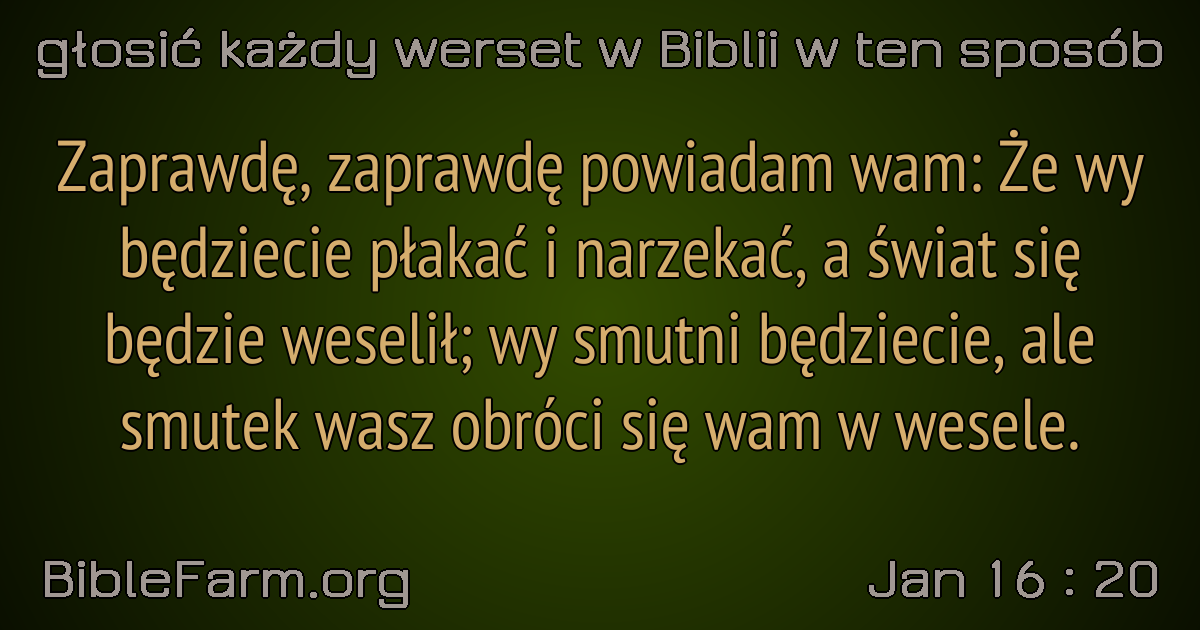 głosić każdy werset w Biblii w ten sposób
Zaprawdę, zaprawdę powiadam wam: Że wy
będziecie płakać i narzekać, a świat się
będzie weselił; wy smutni będziecie, ale
smutek wasz obróci się wam w wesele.
BibleFarm.org
Jan 16 : 20